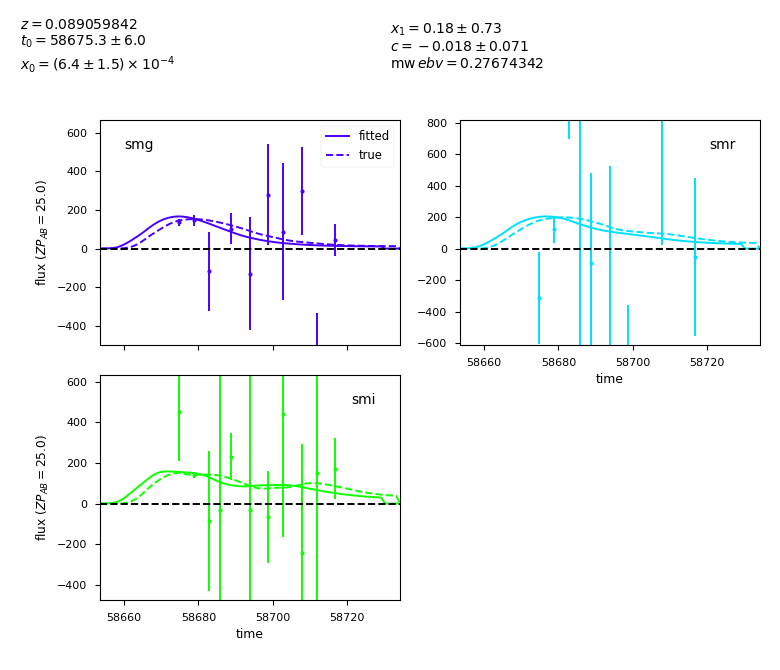 z = 0.089059842
t₀ = 58675.3 ± 6.0
x₀ = (6.4 ± 1.5) × 10⁻⁴
x₁ = 0.18 ± 0.73
c = −0.018 ± 0.071
mw ebv = 0.27674342
smg
fitted
true
600
400
200
0
−200
−400
flux (ZP_AB = 25.0)
smr
800
600
400
200
0
−200
−400
−600
58660 58680 58700 58720
time
smi
600
400
200
0
−200
−400
flux (ZP_AB = 25.0)
58660 58680 58700 58720
time